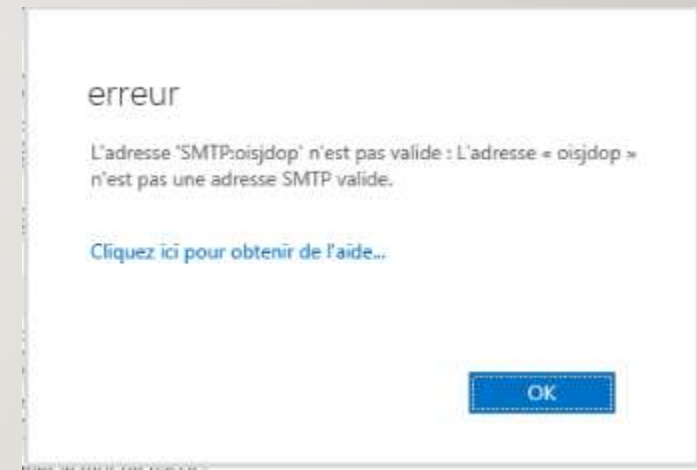 erreur
L'adresse 'SMTP:oisjdop' n'est pas valide : L'adresse « oisjdop »
n'est pas une adresse SMTP valide.
Cliquez ici pour obtenir de l'aide...
OK